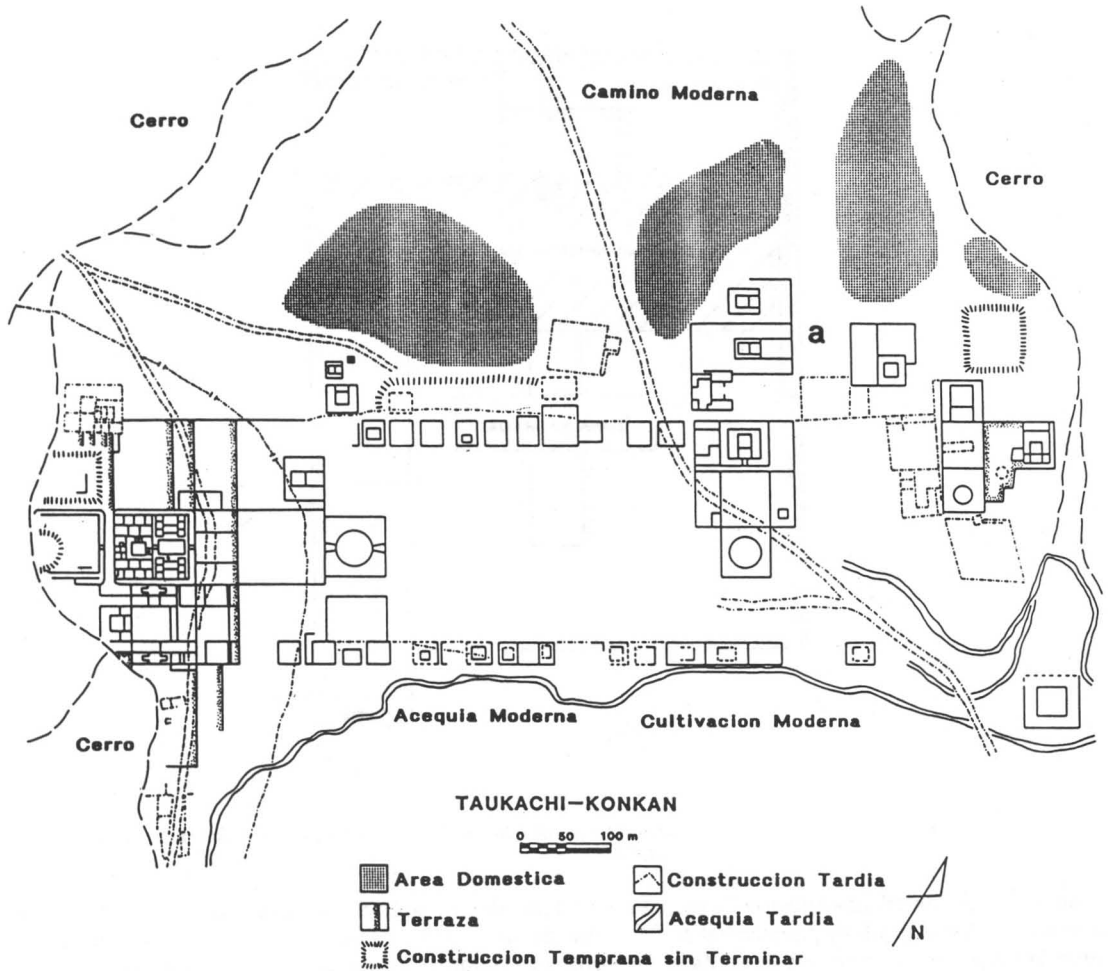 Camino Moderna
Cerro
Cerro
a
Acequia Moderna
Cultivacion Moderna
Cerro
TAUKACHI–KONKAN
0 50 100 m
Area Domestica
Construccion Tardia
Terraza
Acequia Tardia
Construccion Temprana sin Terminar
N